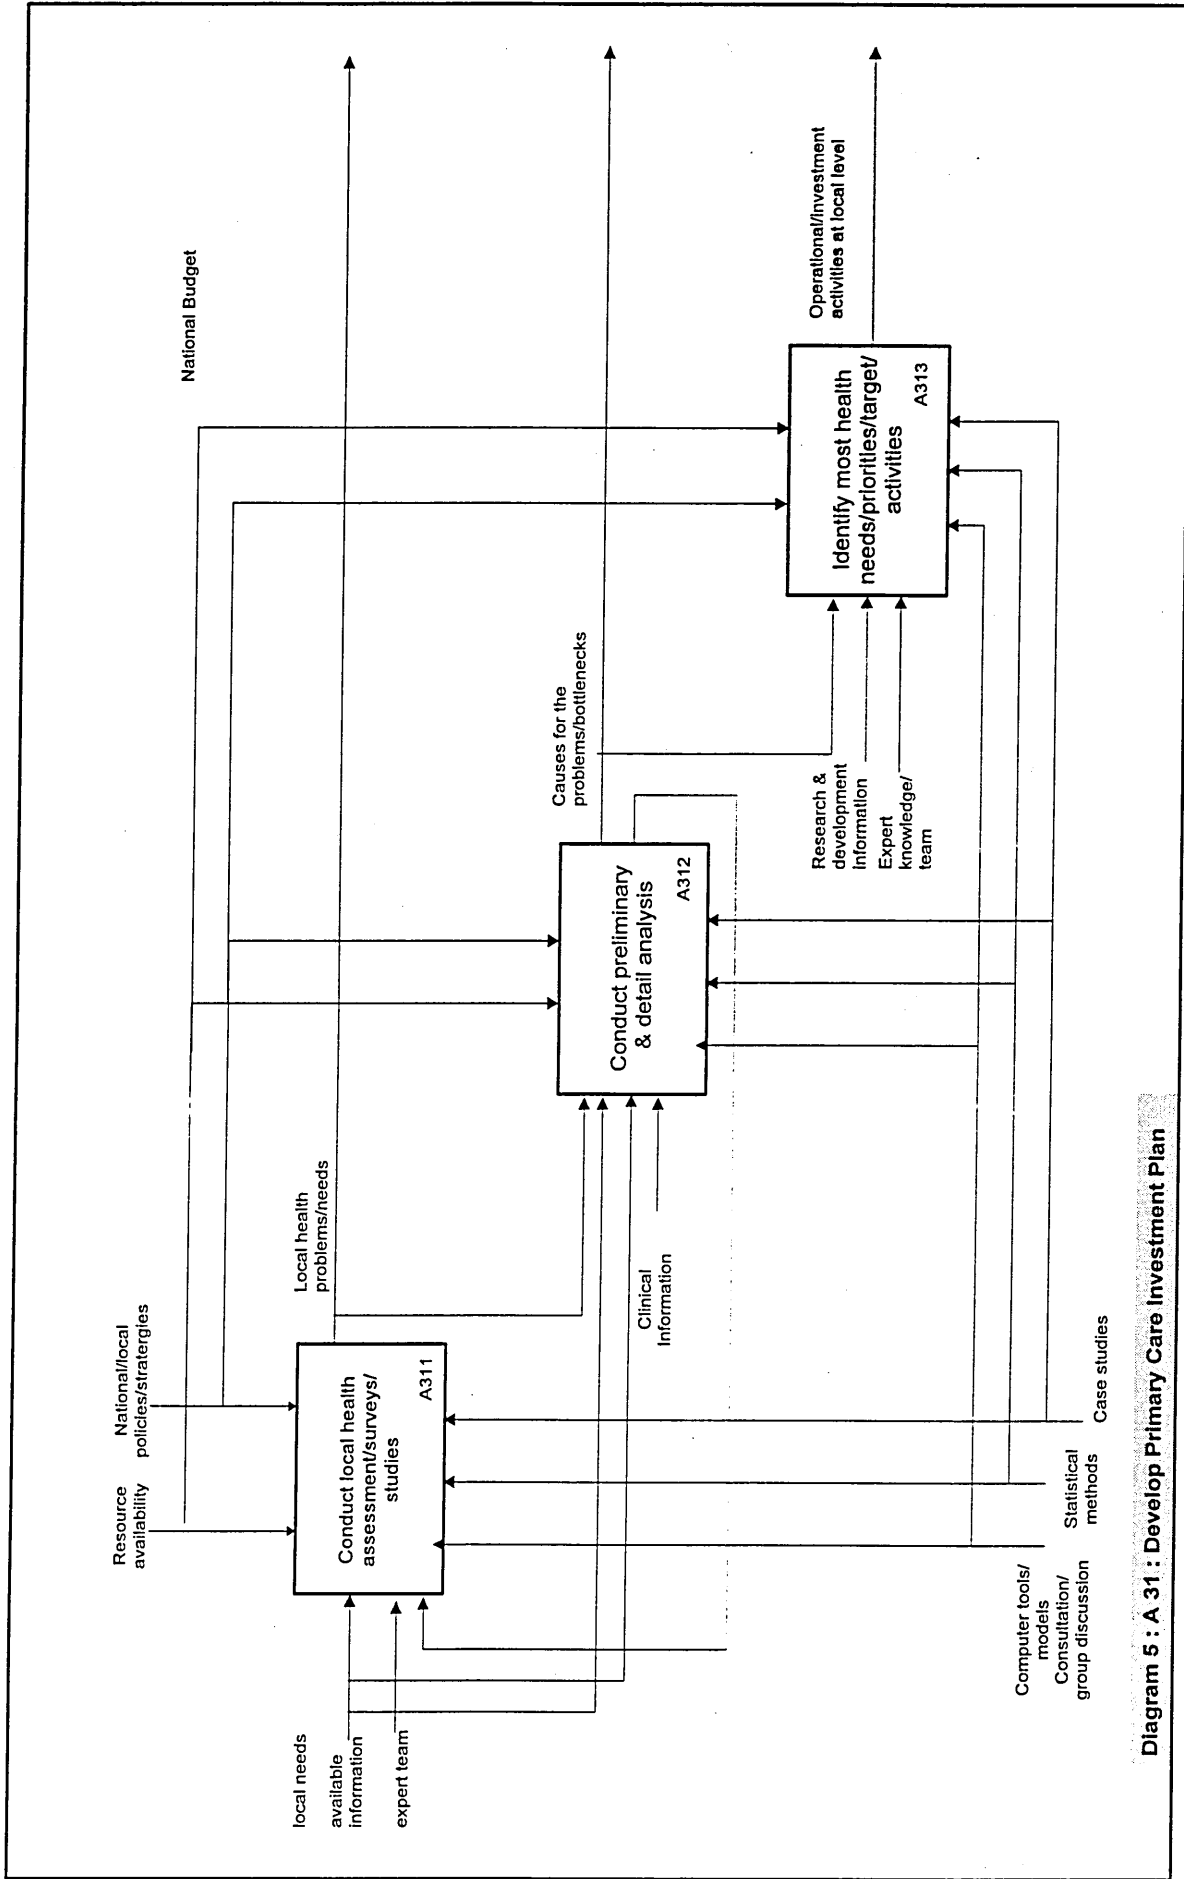 National Budget
Resource
availability
National/local
policies/stratergies
Conduct local health
assessment/surveys/
studies
A311
Local health
problems/needs
local needs
available
information
expert team
Conduct preliminary
& detail analysis
A312
Causes for the
problems/bottlenecks
Clinical
Information
Identify most health
needs/priorities/target/
activities
A313
Operational/Investment
activities at local level
Research &
development
Information
Expert
knowledge/
team
Computer tools/
models
Consultation/
group discussion
Statistical
methods
Case studies
Diagram 5 : A 31 : Develop Primary Care Investment Plan